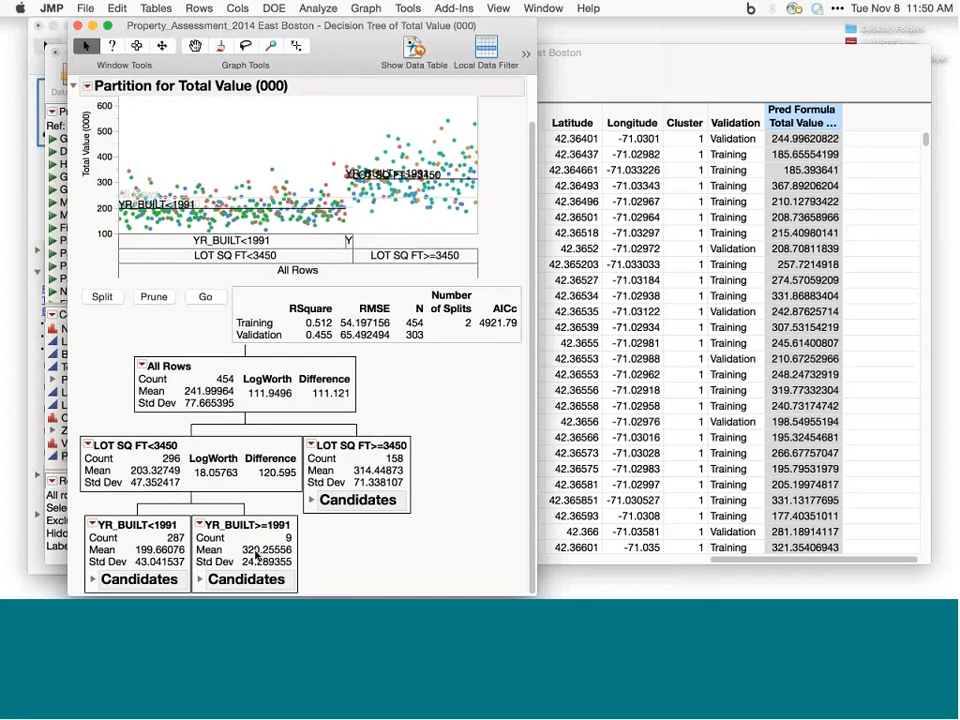 JMP File Edit Tables Rows Cols DOE Analyze Graph Tools Add-Ins View Window Help Tue Nov 8 11:50 AM
Desktop Folders
Property_Assessment_2014 East Boston - Decision Tree of Total Value (000)
Window Tools Graph Tools Show Data Table Local Data Filter
East Boston
Partition for Total Value (000)
Total Value (000)
600
500
400
300
200
100
YR_BUILT<1991
YR_BUILT<1991 Y
LOT SQ FT<3450 LOT SQ FT>=3450
All Rows
Split Prune Go
RSquare RMSE N Number of Splits AICc
Training 0.512 54.197156 454 2 4921.79
Validation 0.455 65.492494 303
All Rows
Count 454 LogWorth Difference
Mean 241.99964 111.9496 111.121
Std Dev 77.665395
LOT SQ FT<3450
Count 296 LogWorth Difference
Mean 203.32749 18.05763 120.595
Std Dev 47.352417
LOT SQ FT>=3450
Count 158
Mean 314.44873
Std Dev 71.338107
Candidates
YR_BUILT<1991
Count 287
Mean 199.66076
Std Dev 43.041537
Candidates
YR_BUILT>=1991
Count 9
Mean 320.25556
Std Dev 24.289355
Candidates
Ref:
All ro
Selec
Exclu
Hidd
Labe
Latitude Longitude Cluster Validation Pred Formula Total Value ...
42.36401 -71.0301 1 Validation 244.99620822
42.36437 -71.02982 1 Training 185.65554199
42.364661 -71.033226 1 Training 185.393641
42.36493 -71.03343 1 Training 367.89206204
42.36496 -71.02967 1 Training 210.12793422
42.36501 -71.02964 1 Training 208.73658966
42.36518 -71.03297 1 Training 215.40980141
42.3652 -71.02972 1 Validation 208.70811839
42.365203 -71.033033 1 Training 257.7214918
42.36527 -71.03184 1 Training 274.57059209
42.36534 -71.02938 1 Training 331.86883404
42.36535 -71.03122 1 Validation 242.87625714
42.36539 -71.02934 1 Training 307.53154219
42.3655 -71.02981 1 Training 245.61400807
42.36553 -71.02988 1 Validation 210.67252966
42.36553 -71.02962 1 Training 248.24732919
42.36556 -71.02918 1 Training 319.77332304
42.36556 -71.02958 1 Training 240.73174742
42.3656 -71.02996 1 Validation 198.54955194
42.36566 -71.03016 1 Training 195.32454681
42.36573 -71.03028 1 Training 266.67757047
42.36575 -71.02983 1 Training 195.79531979
42.36581 -71.02997 1 Training 205.19974817
42.365851 -71.030527 1 Training 331.13177695
42.36593 -71.0308 1 Training 177.40351011
42.366 -71.03581 1 Validation 281.18914117
42.36601 -71.035 1 Training 321.35406943